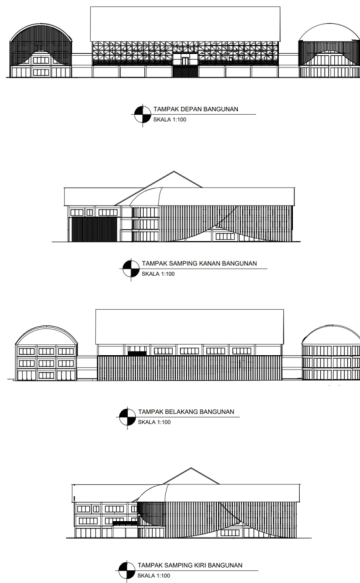 TAMPAK DEPAN BANGUNAN
SKALA 1:100
TAMPAK SAMPING KANAN BANGUNAN
SKALA 1:100
TAMPAK BELAKANG BANGUNAN
SKALA 1:100
TAMPAK SAMPING KIRI BANGUNAN
SKALA 1:100